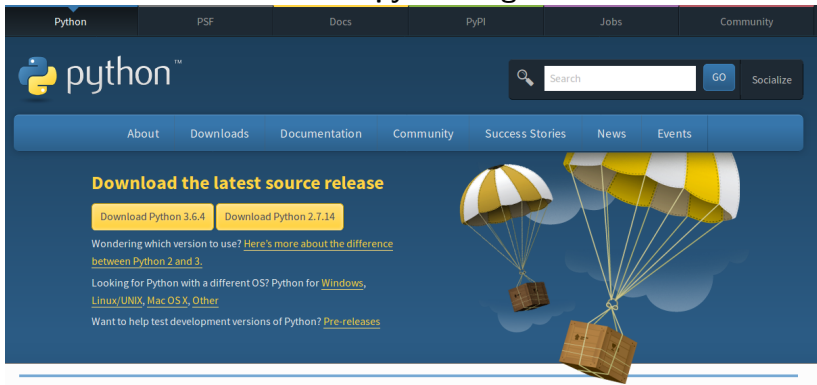 Python PSF Docs PyPI Jobs Community
python™ Search GO Socialize
About Downloads Documentation Community Success Stories News Events
Download the latest source release
Download Python 3.6.4 Download Python 2.7.14
Wondering which version to use? Here's more about the difference
between Python 2 and 3.
Looking for Python with a different OS? Python for Windows,
Linux/UNIX, Mac OS X, Other
Want to help test development versions of Python? Pre-releases